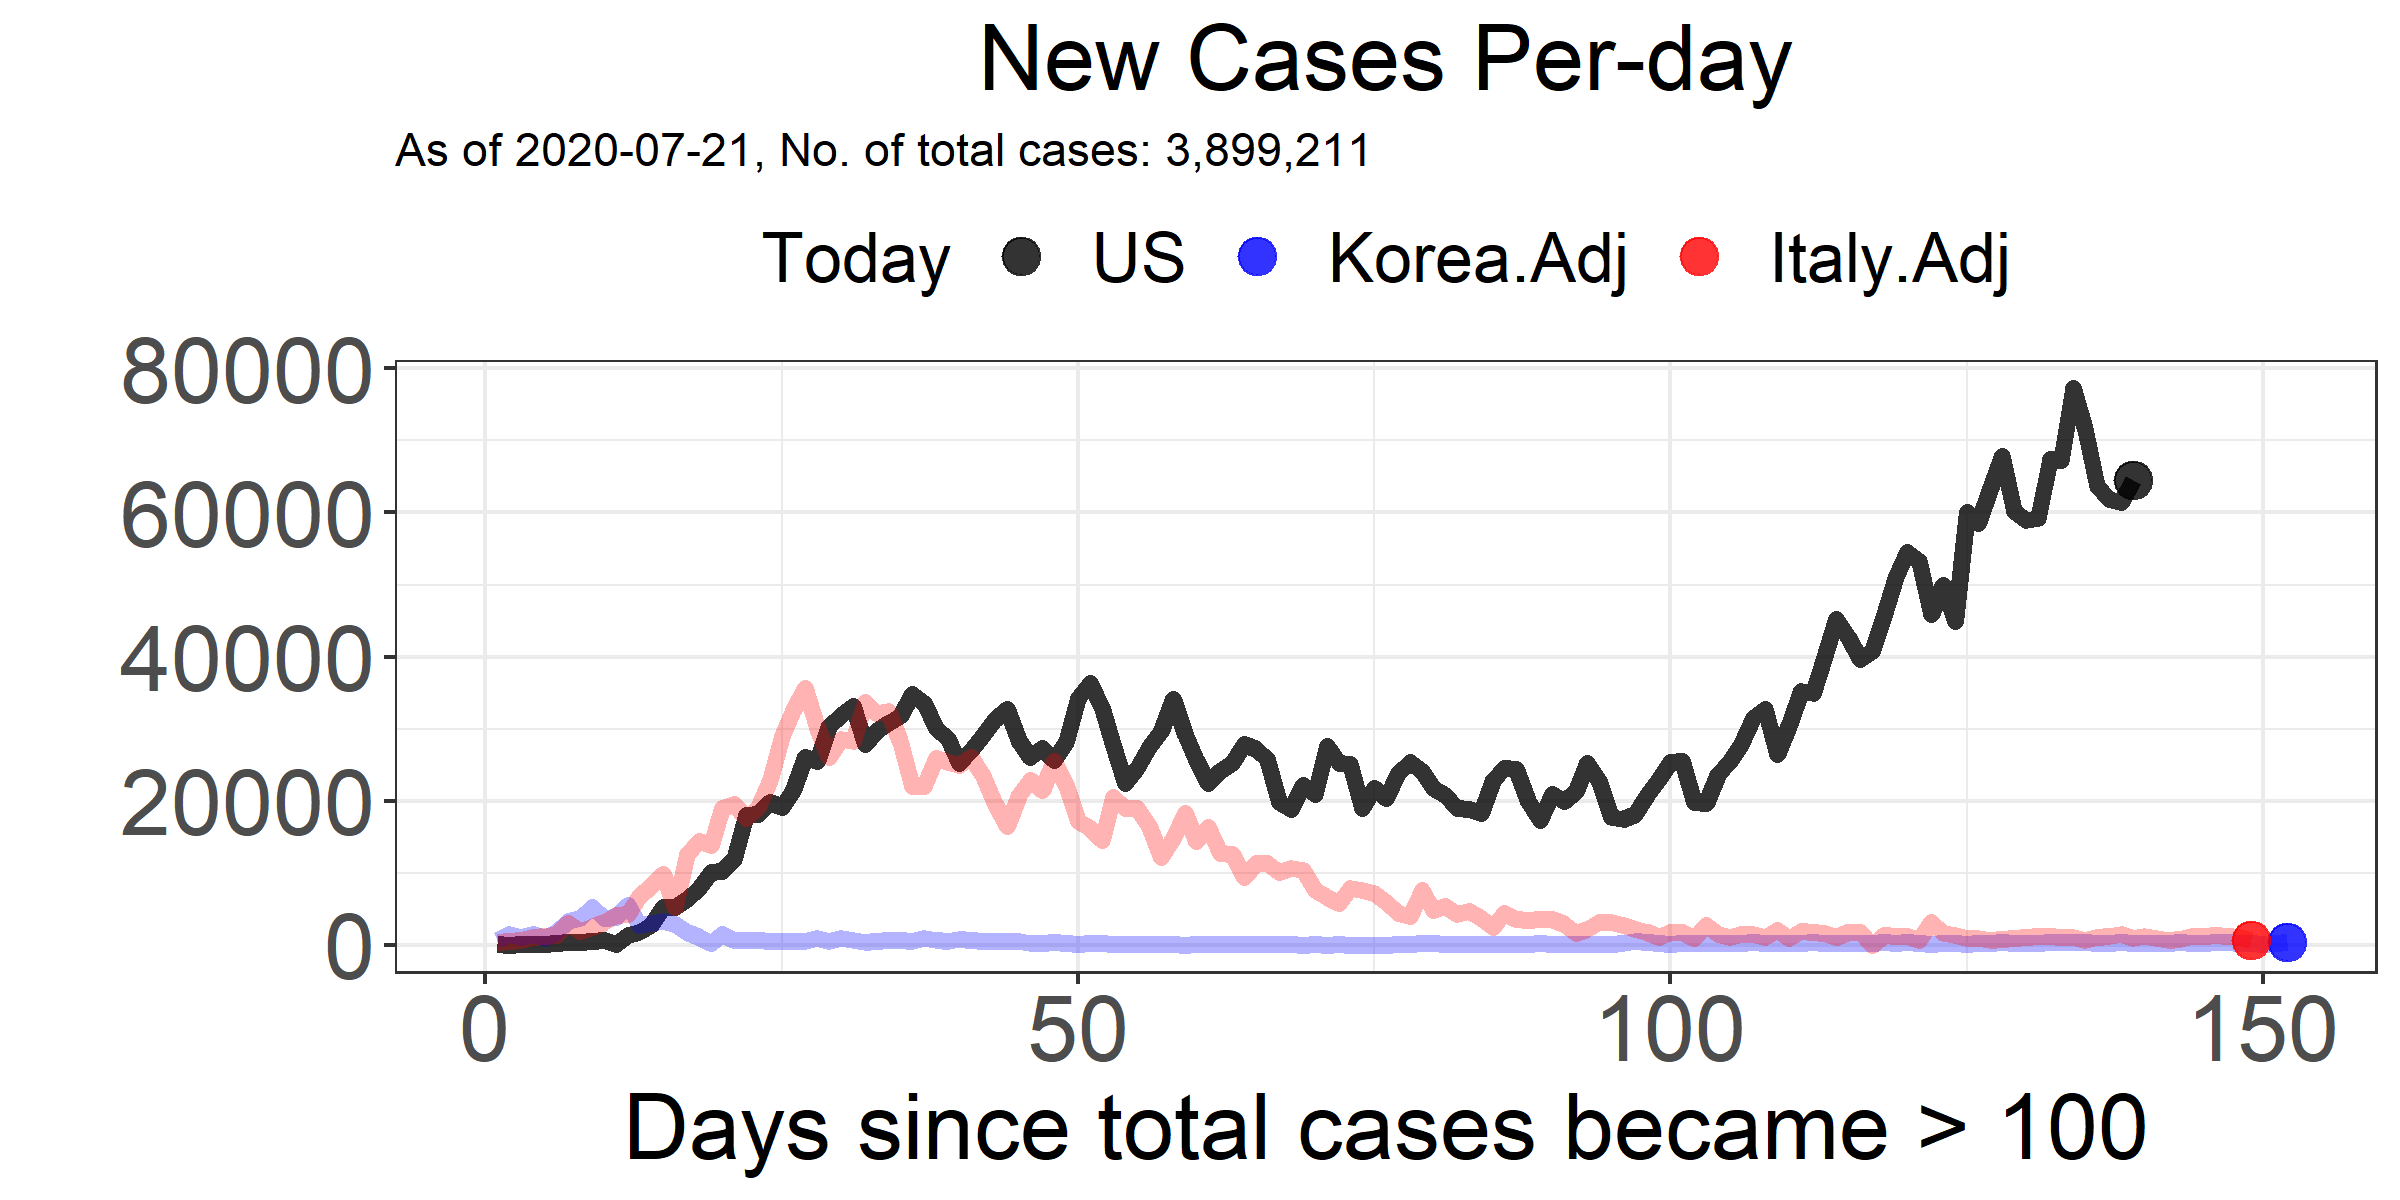 New Cases Per-day
As of 2020-07-21, No. of total cases: 3,899,211
Today US Korea.Adj Italy.Adj
80000
60000
40000
20000
0
0 50 100 150
Days since total cases became > 100